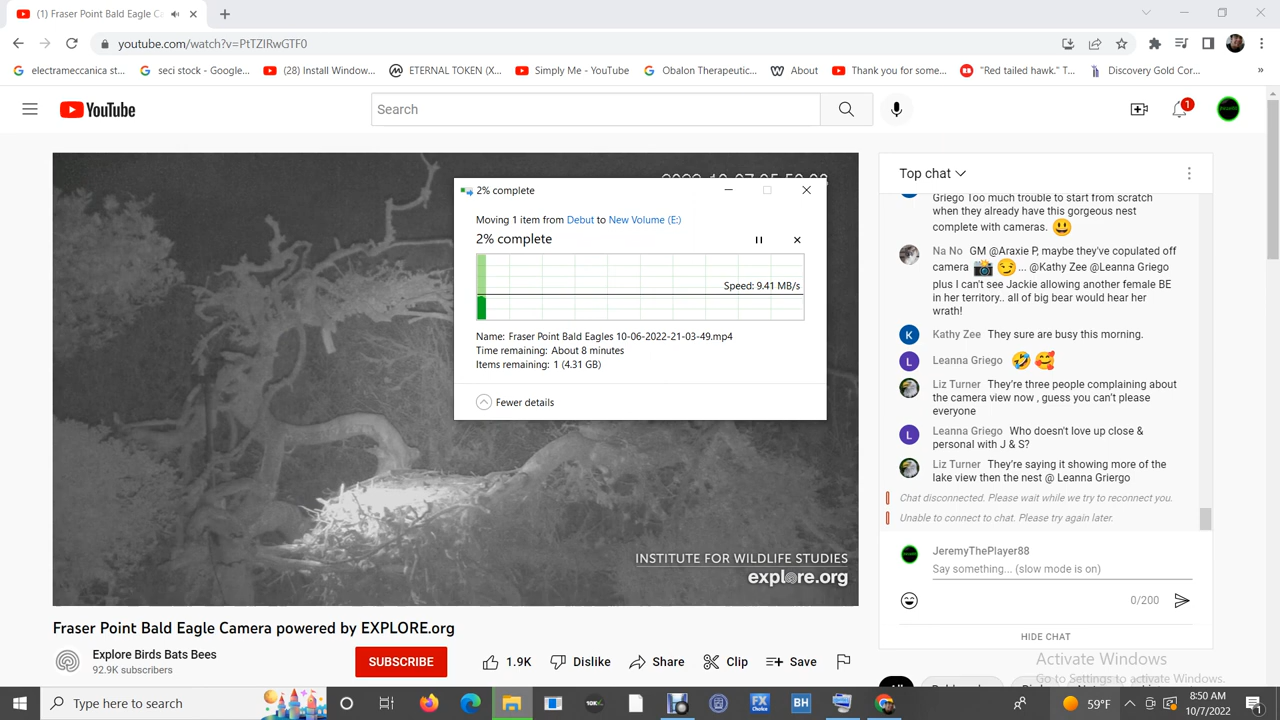 (1) Fraser Point Bald Eagle Ca
youtube.com/watch?v=PtTZlRwGTF0
electrameccanica st...
seci stock - Google...
(28) Install Window...
ETERNAL TOKEN (X...
Simply Me - YouTube
Obalon Therapeutic...
About
Thank you for some...
"Red tailed hawk." T...
Discovery Gold Cor...
»
YouTube
Search
1
2% complete
Moving 1 item from Debut to New Volume (E:)
2% complete
Speed: 9.41 MB/s
Name: Fraser Point Bald Eagles 10-06-2022-21-03-49.mp4
Time remaining: About 8 minutes
Items remaining: 1 (4.31 GB)
Fewer details
INSTITUTE FOR WILDLIFE STUDIES
explore.org
Top chat
Griego Too much trouble to start from scratch
when they already have this gorgeous nest
complete with cameras. 😃
Na No GM @Araxie P, maybe they've copulated off
camera 📸 😏... @Kathy Zee @Leanna Griego
plus I can't see Jackie allowing another female BE
in her territory.. all of big bear would hear her
wrath!
K
Kathy Zee They sure are busy this morning.
L
Leanna Griego 🤣 🥰
Liz Turner They're three people complaining about
the camera view now , guess you can't please
everyone
L
Leanna Griego Who doesn't love up close &
personal with J & S?
Liz Turner They're saying it showing more of the
lake view then the nest @ Leanna Griergo
Chat disconnected. Please wait while we try to reconnect you.
Unable to connect to chat. Please try again later.
JeremyThePlayer88
Say something... (slow mode is on)
0/200
HIDE CHAT
Fraser Point Bald Eagle Camera powered by EXPLORE.org
Explore Birds Bats Bees
92.9K subscribers
SUBSCRIBE
1.9K
Dislike
Share
Clip
Save
Activate Windows
Go to Settings to activate Windows.
All
Type here to search
10K
FX
Choice
BH
59°F
8:50 AM
10/7/2022
1